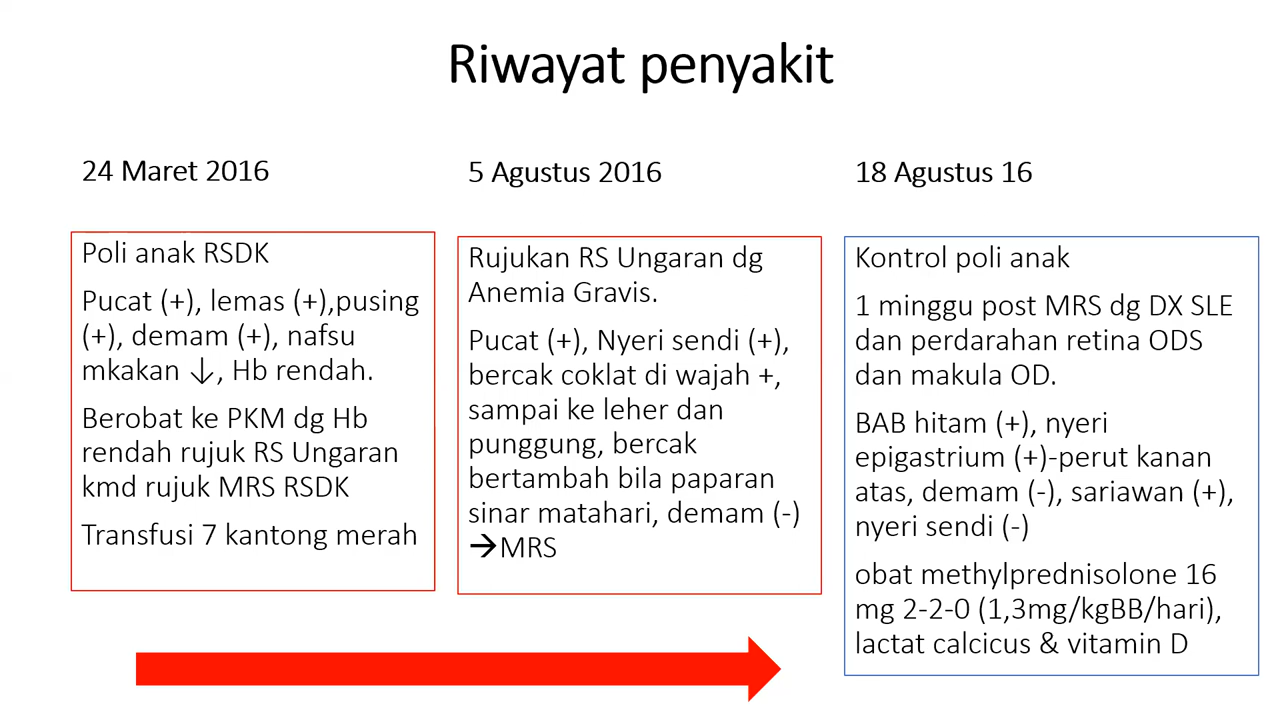 Riwayat penyakit
24 Maret 2016
Poli anak RSDK
Pucat (+), lemas (+),pusing
(+), demam (+), nafsu
mkakan ↓, Hb rendah.
Berobat ke PKM dg Hb
rendah rujuk RS Ungaran
kmd rujuk MRS RSDK
Transfusi 7 kantong merah
5 Agustus 2016
Rujukan RS Ungaran dg
Anemia Gravis.
Pucat (+), Nyeri sendi (+),
bercak coklat di wajah +,
sampai ke leher dan
punggung, bercak
bertambah bila paparan
sinar matahari, demam (-)
→MRS
18 Agustus 16
Kontrol poli anak
1 minggu post MRS dg DX SLE
dan perdarahan retina ODS
dan makula OD.
BAB hitam (+), nyeri
epigastrium (+)-perut kanan
atas, demam (-), sariawan (+),
nyeri sendi (-)
obat methylprednisolone 16
mg 2-2-0 (1,3mg/kgBB/hari),
lactat calcicus & vitamin D